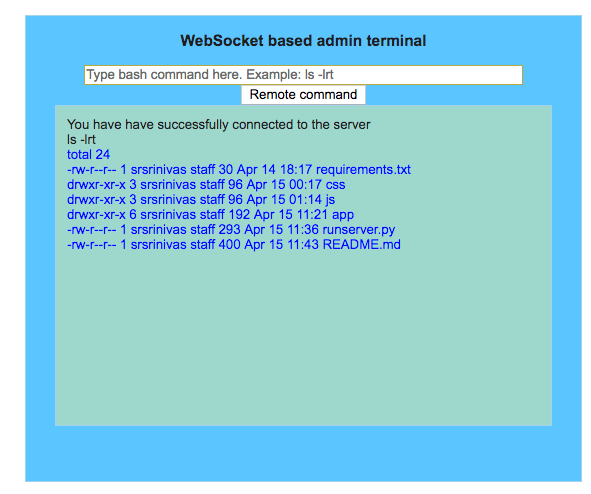 WebSocket based admin terminal
Type bash command here. Example: ls -lrt
Remote command
You have have successfully connected to the server
ls -lrt
total 24
-rw-r--r-- 1 srsrinivas staff 30 Apr 14 18:17 requirements.txt
drwxr-xr-x 3 srsrinivas staff 96 Apr 15 00:17 css
drwxr-xr-x 3 srsrinivas staff 96 Apr 15 01:14 js
drwxr-xr-x 6 srsrinivas staff 192 Apr 15 11:21 app
-rw-r--r-- 1 srsrinivas staff 293 Apr 15 11:36 runserver.py
-rw-r--r-- 1 srsrinivas staff 400 Apr 15 11:43 README.md